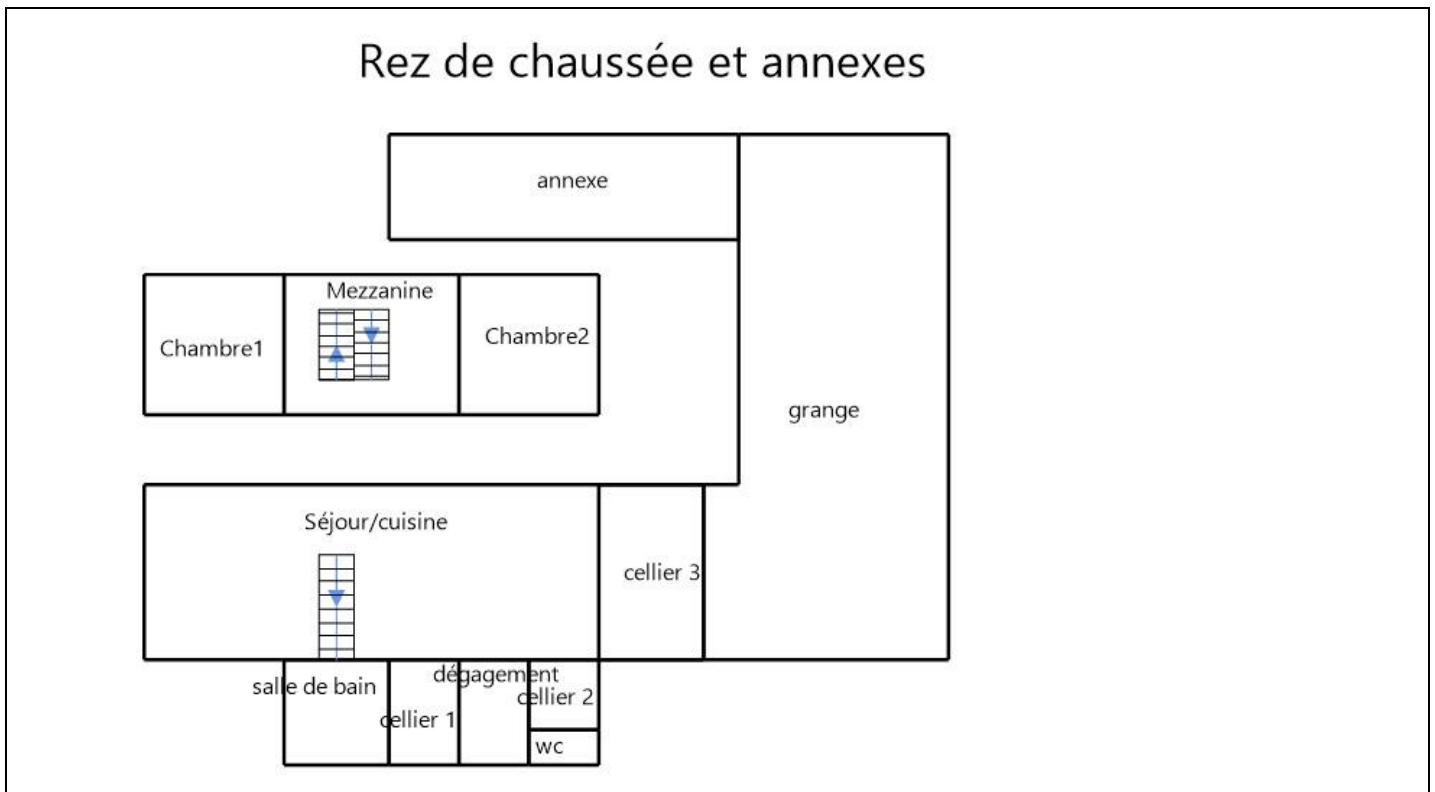 Rez de chaussée et annexes
annexe
Mezzanine
Chambre1
Chambre2
grange
Séjour/cuisine
cellier 3
salle de bain
dégagement
cellier 2
cellier 1
wc